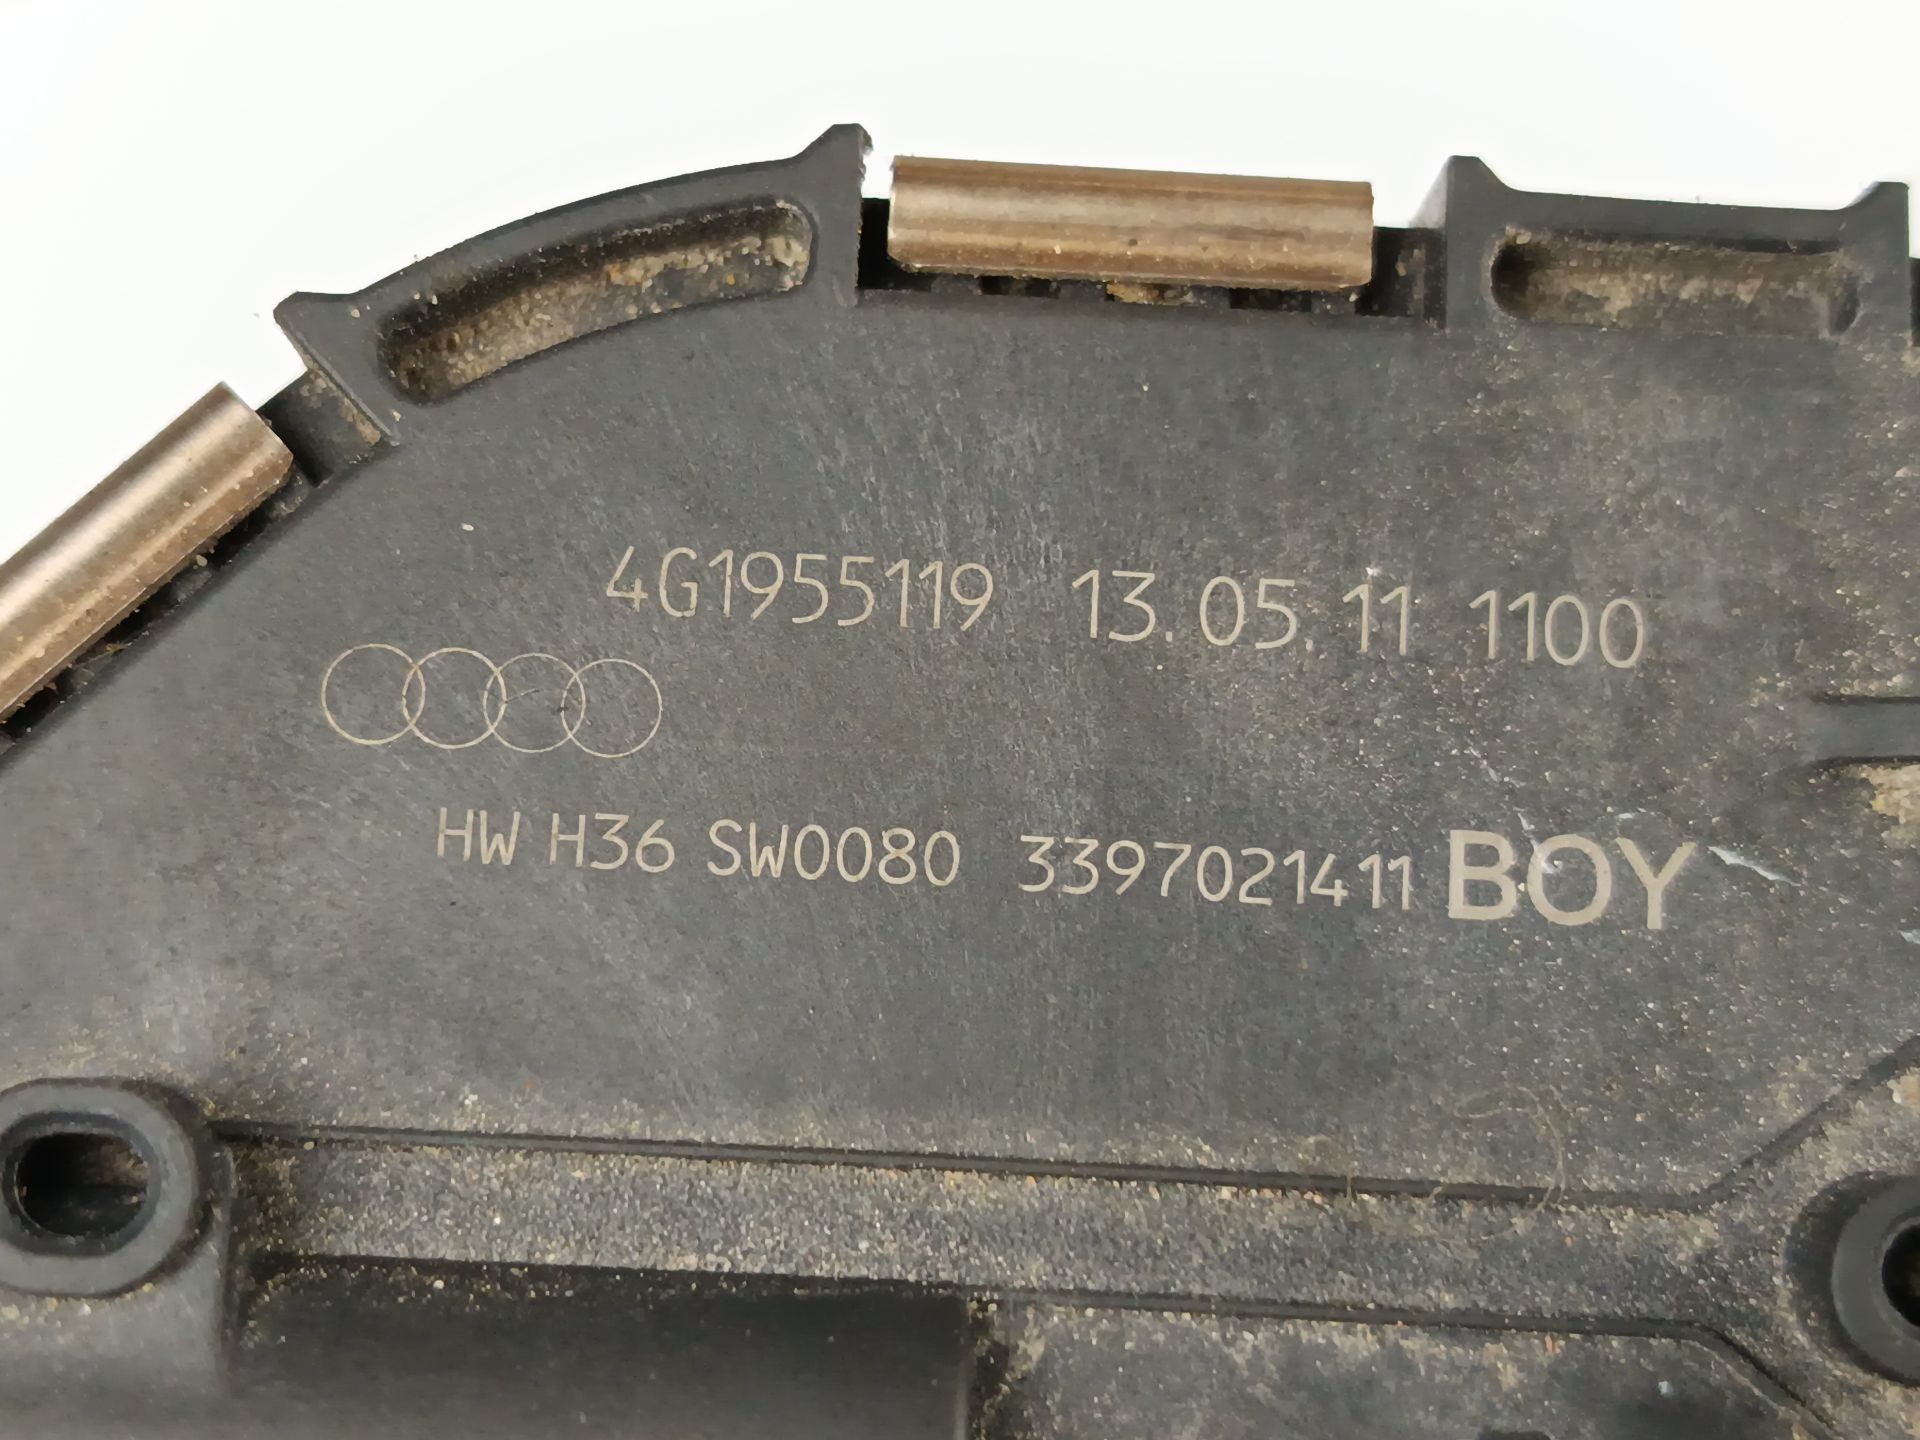 4G1955119 13.05.11 1100
HW H36 SW0080 3397021411 BOY